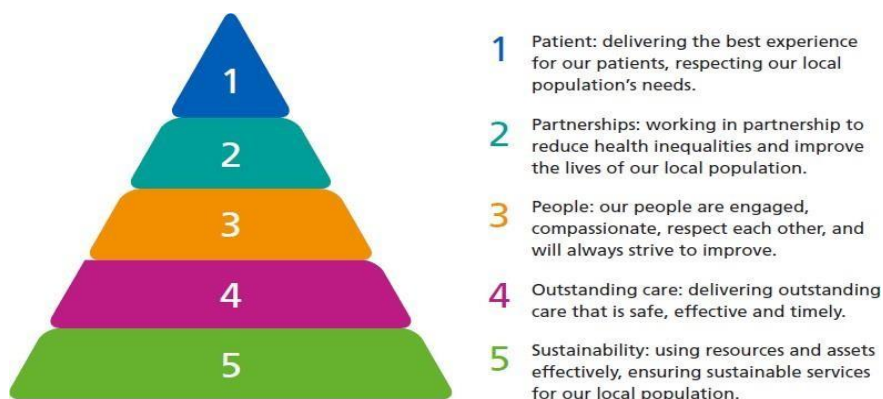 1
2
3
4
5
1 Patient: delivering the best experience
for our patients, respecting our local
population's needs.
2 Partnerships: working in partnership to
reduce health inequalities and improve
the lives of our local population.
3 People: our people are engaged,
compassionate, respect each other, and
will always strive to improve.
4 Outstanding care: delivering outstanding
care that is safe, effective and timely.
5 Sustainability: using resources and assets
effectively, ensuring sustainable services
for our local population.